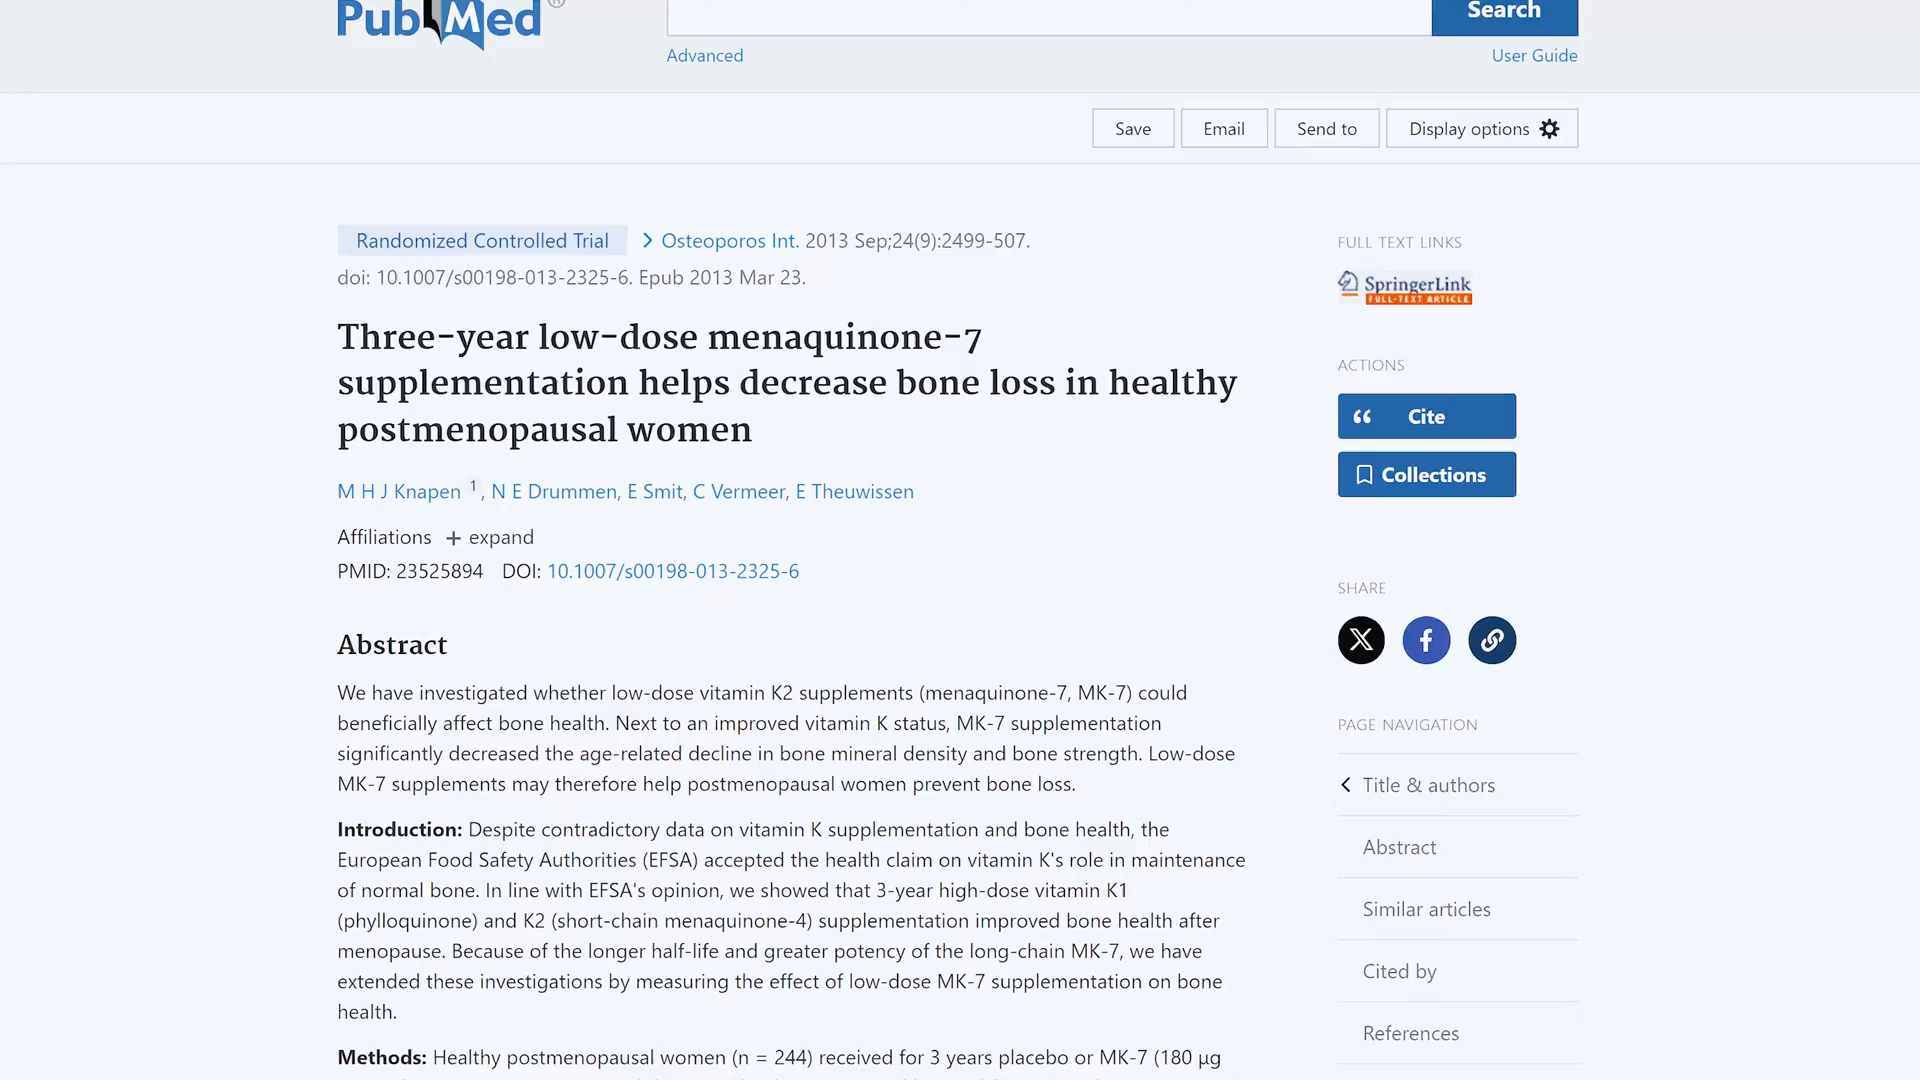 PubMed®
Search
Advanced
User Guide
Save
Email
Send to
Display options
Randomized Controlled Trial
Osteoporos Int. 2013 Sep;24(9):2499-507.
doi: 10.1007/s00198-013-2325-6. Epub 2013 Mar 23.
Three-year low-dose menaquinone-7
supplementation helps decrease bone loss in healthy
postmenopausal women
M H J Knapen 1, N E Drummen, E Smit, C Vermeer, E Theuwissen
Affiliations + expand
PMID: 23525894 DOI: 10.1007/s00198-013-2325-6
Abstract
We have investigated whether low-dose vitamin K2 supplements (menaquinone-7, MK-7) could
beneficially affect bone health. Next to an improved vitamin K status, MK-7 supplementation
significantly decreased the age-related decline in bone mineral density and bone strength. Low-dose
MK-7 supplements may therefore help postmenopausal women prevent bone loss.
Introduction: Despite contradictory data on vitamin K supplementation and bone health, the
European Food Safety Authorities (EFSA) accepted the health claim on vitamin K's role in maintenance
of normal bone. In line with EFSA's opinion, we showed that 3-year high-dose vitamin K1
(phylloquinone) and K2 (short-chain menaquinone-4) supplementation improved bone health after
menopause. Because of the longer half-life and greater potency of the long-chain MK-7, we have
extended these investigations by measuring the effect of low-dose MK-7 supplementation on bone
health.
Methods: Healthy postmenopausal women (n = 244) received for 3 years placebo or MK-7 (180 μg
FULL TEXT LINKS
SpringerLink
FULL-TEXT ARTICLE
ACTIONS
Cite
Collections
SHARE
PAGE NAVIGATION
Title & authors
Abstract
Similar articles
Cited by
References